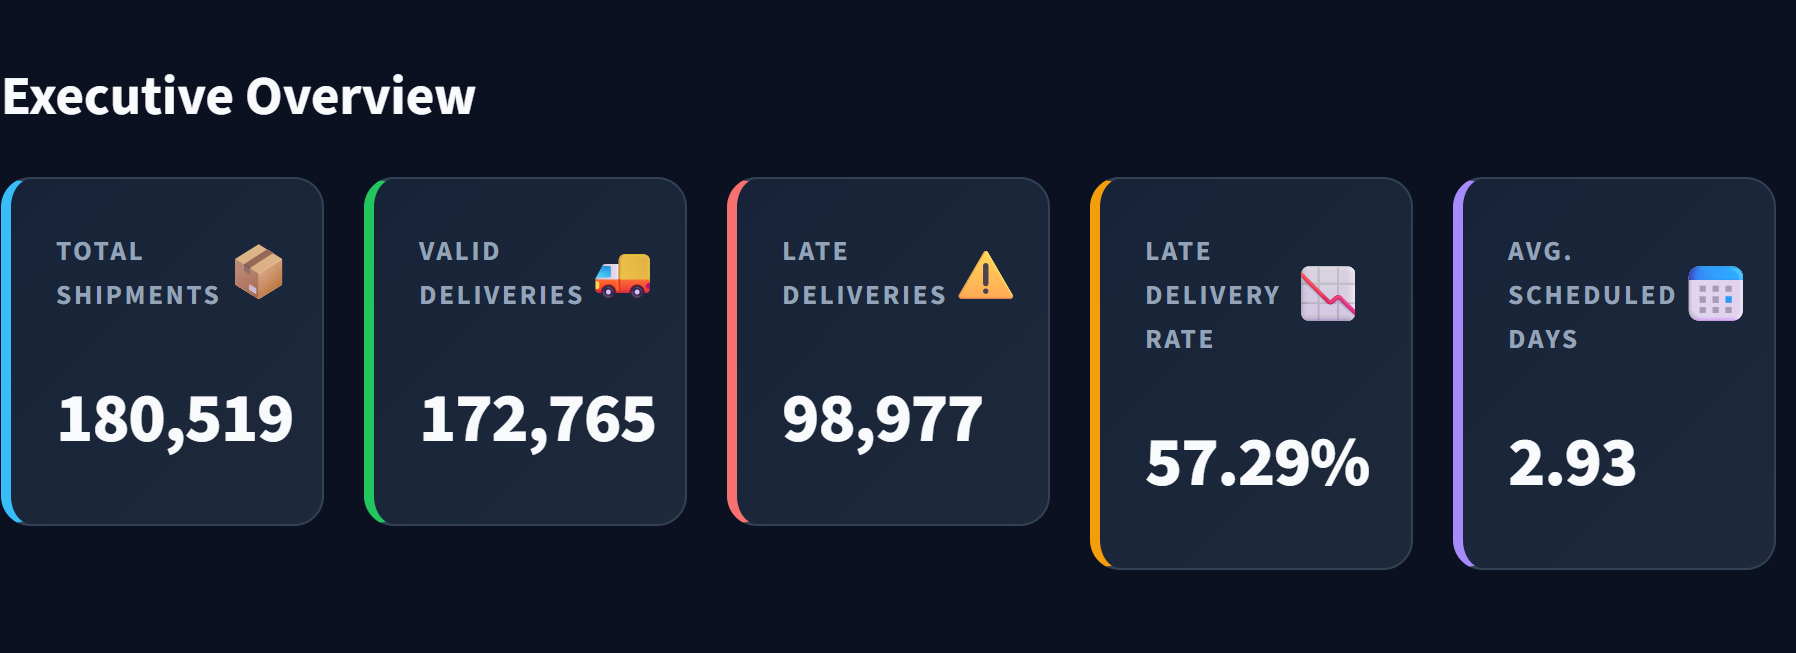 Executive Overview
TOTAL
SHIPMENTS
180,519
VALID
DELIVERIES
172,765
LATE
DELIVERIES
98,977
LATE
DELIVERY
RATE
57.29%
AVG.
SCHEDULED
DAYS
2.93